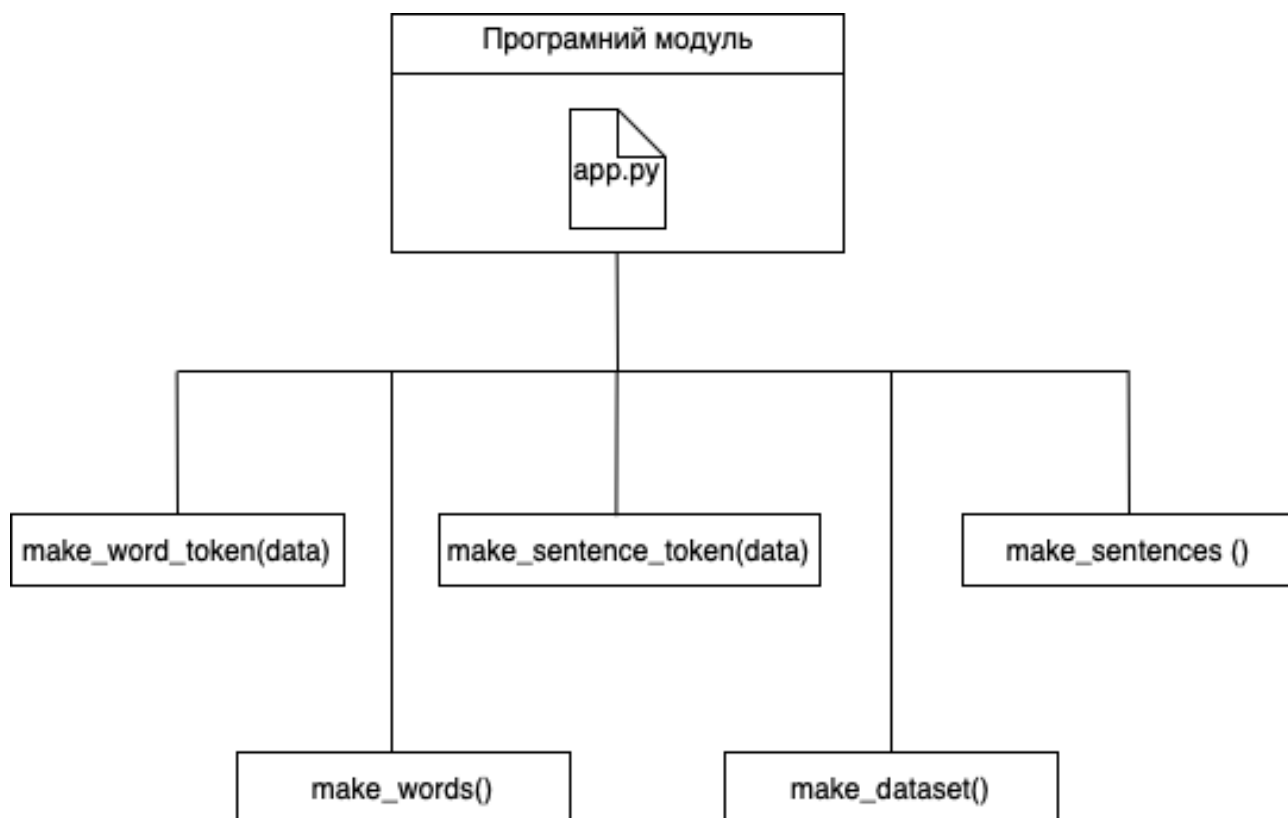 Програмний модуль
app.py
make_word_token(data)
make_sentence_token(data)
make_sentences ()
make_words()
make_dataset()